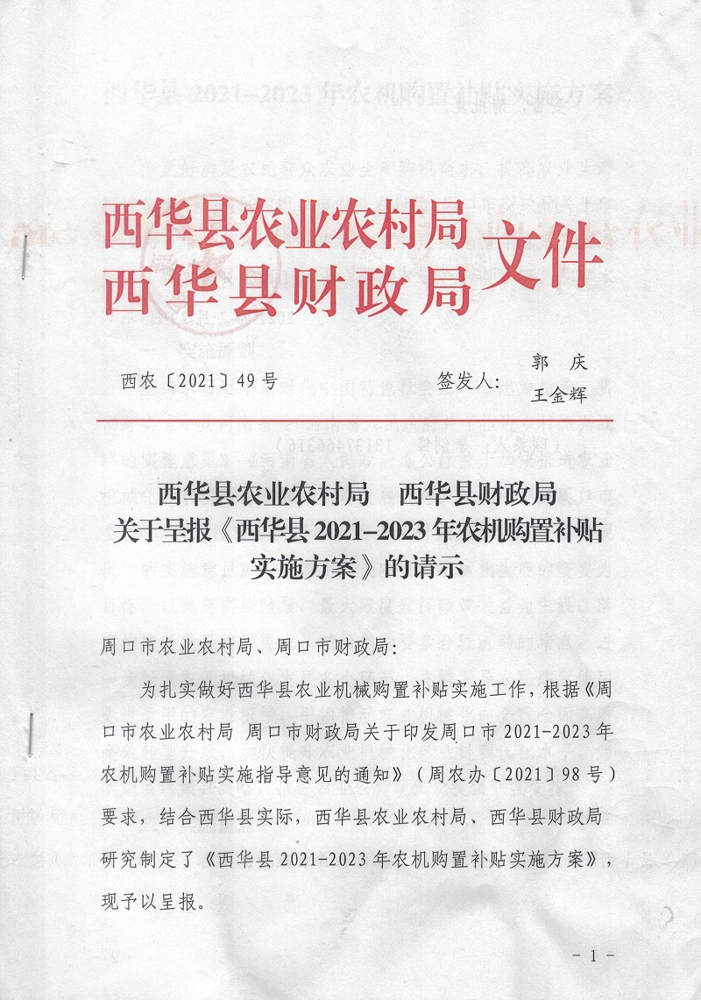 西华县农业农村局
西华县财政局
文件
西农〔2021〕49号
签发人：
郭 庆
王金辉
西华县农业农村局 西华县财政局
关于呈报《西华县2021-2023年农机购置补贴
实施方案》的请示
周口市农业农村局、周口市财政局：
为扎实做好西华县农业机械购置补贴实施工作，根据《周
口市农业农村局 周口市财政局关于印发周口市2021-2023年
农机购置补贴实施指导意见的通知》（周农办〔2021〕98号）
要求，结合西华县实际，西华县农业农村局、西华县财政局
研究制定了《西华县2021-2023年农机购置补贴实施方案》，
现予以呈报。
- 1 -